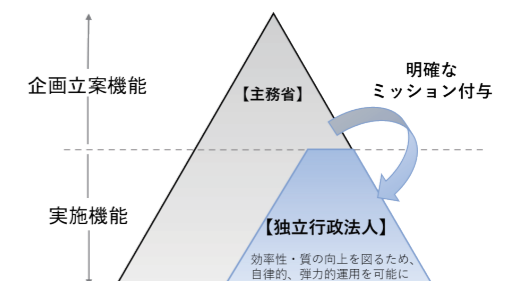 明確な
ミッション付与
企画立案機能
【主務省】
実施機能
【独立行政法人】
効率性・質の向上を図るため、
自律的、弾力的運用を可能に